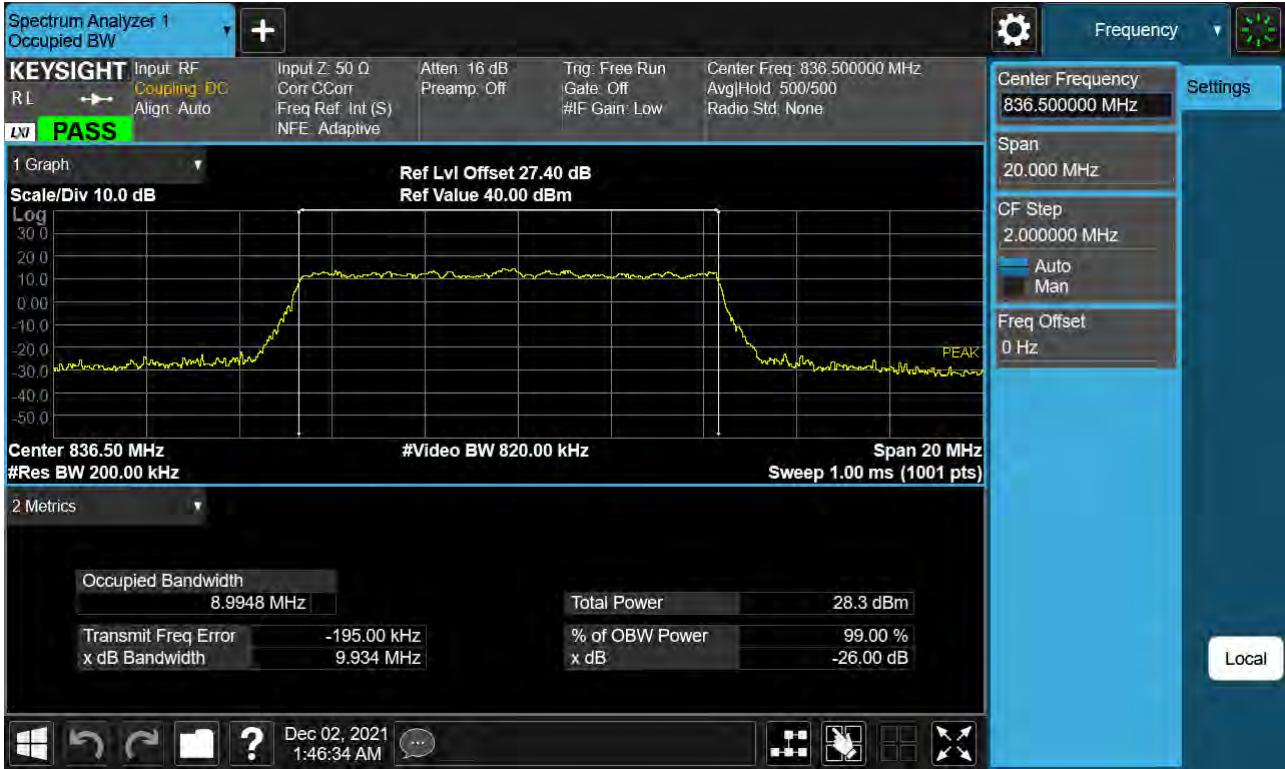 Spectrum Analyzer 1
Occupied BW
Frequency
KEYSIGHT
R L
LXI
PASS
Input: RF
Coupling: DC
Align: Auto
Input Z: 50 Ω
Corr CCorr
Freq Ref: Int (S)
NFE: Adaptive
Atten: 16 dB
Preamp: Off
Trig: Free Run
Gate: Off
#IF Gain: Low
Center Freq: 836.500000 MHz
Avg|Hold: 500/500
Radio Std: None
Center Frequency
836.500000 MHz
Settings
Span
20.000 MHz
CF Step
2.000000 MHz
Auto
Man
Freq Offset
0 Hz
Local
1 Graph
Scale/Div 10.0 dB
Ref Lvl Offset 27.40 dB
Ref Value 40.00 dBm
Log
30.0
20.0
10.0
0.00
-10.0
-20.0
-30.0
-40.0
-50.0
PEAK
Center 836.50 MHz
#Res BW 200.00 kHz
#Video BW 820.00 kHz
Span 20 MHz
Sweep 1.00 ms (1001 pts)
2 Metrics
Occupied Bandwidth
8.9948 MHz
Transmit Freq Error -195.00 kHz
x dB Bandwidth 9.934 MHz
Total Power 28.3 dBm
% of OBW Power 99.00 %
x dB -26.00 dB
?
Dec 02, 2021
1:46:34 AM